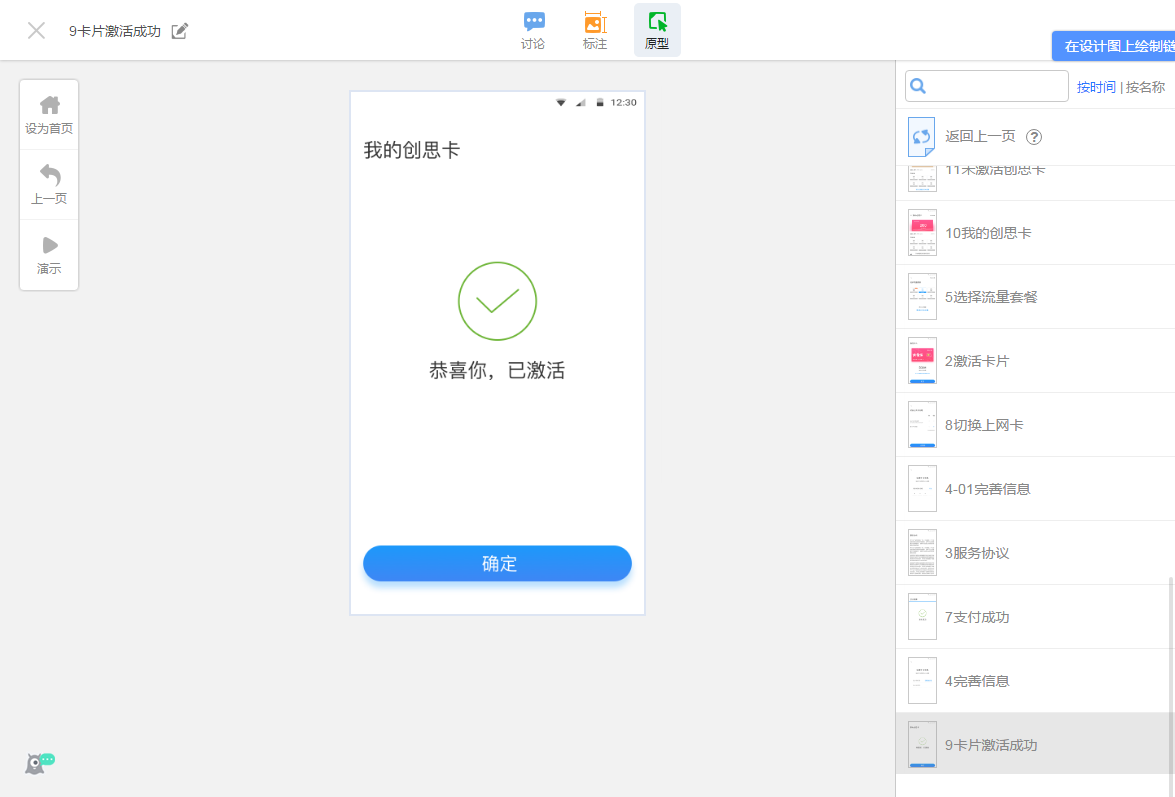 9卡片激活成功
讨论
标注
原型
在设计图上绘制链
设为首页
上一页
演示
12:30
我的创思卡
恭喜你，已激活
确定
按时间 | 按名称
返回上一页 ?
11未激活创思卡
10我的创思卡
5选择流量套餐
2激活卡片
8切换上网卡
4-01完善信息
3服务协议
7支付成功
4完善信息
9卡片激活成功